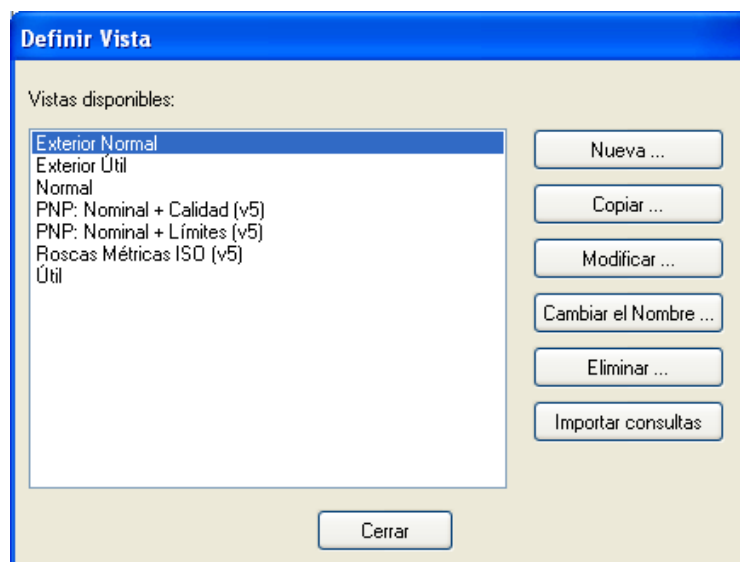 Definir Vista
Vistas disponibles:
Exterior Normal
Exterior Útil
Normal
PNP: Nominal + Calidad (v5)
PNP: Nominal + Límites (v5)
Roscas Métricas ISO (v5)
Útil
Nueva ...
Copiar ...
Modificar ...
Cambiar el Nombre ...
Eliminar ...
Importar consultas
Cerrar